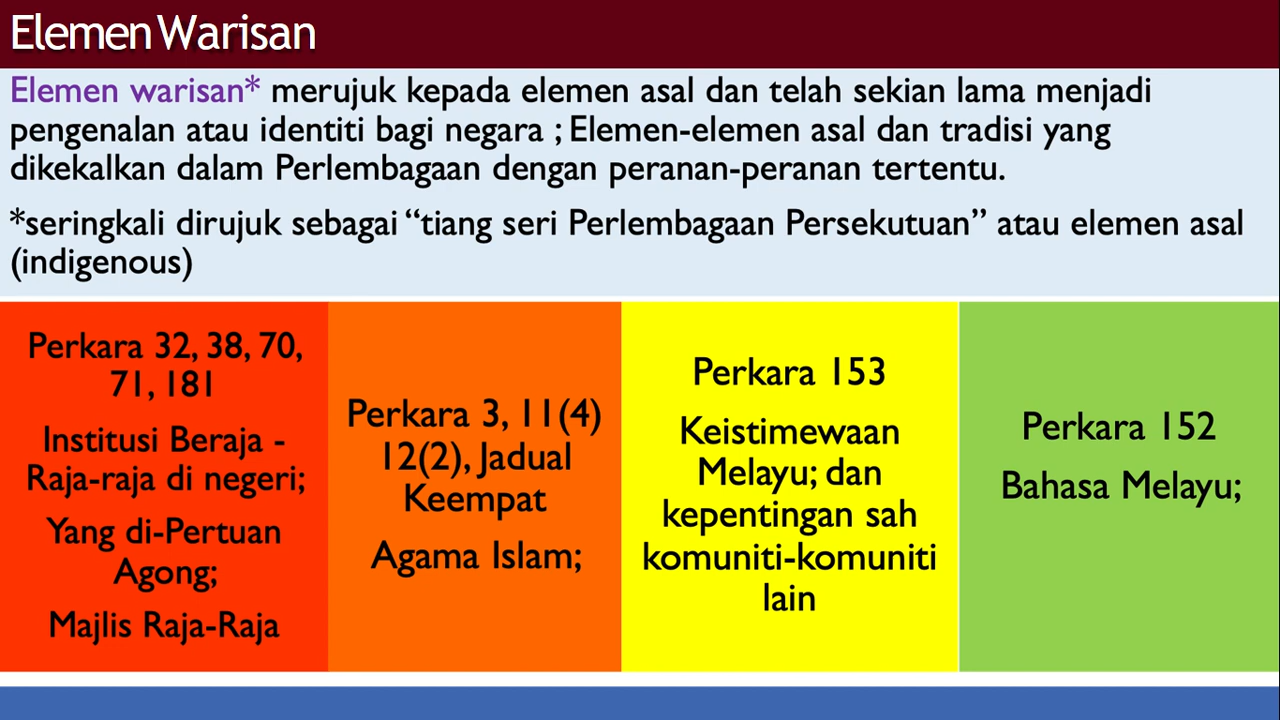 Elemen Warisan
Elemen warisan* merujuk kepada elemen asal dan telah sekian lama menjadi
pengenalan atau identiti bagi negara ; Elemen-elemen asal dan tradisi yang
dikekalkan dalam Perlembagaan dengan peranan-peranan tertentu.
*seringkali dirujuk sebagai “tiang seri Perlembagaan Persekutuan” atau elemen asal
(indigenous)
Perkara 32, 38, 70,
71, 181
Institusi Beraja -
Raja-raja di negeri;
Yang di-Pertuan
Agong;
Majlis Raja-Raja
Perkara 3, 11(4)
12(2), Jadual
Keempat
Agama Islam;
Perkara 153
Keistimewaan
Melayu; dan
kepentingan sah
komuniti-komuniti
lain
Perkara 152
Bahasa Melayu;